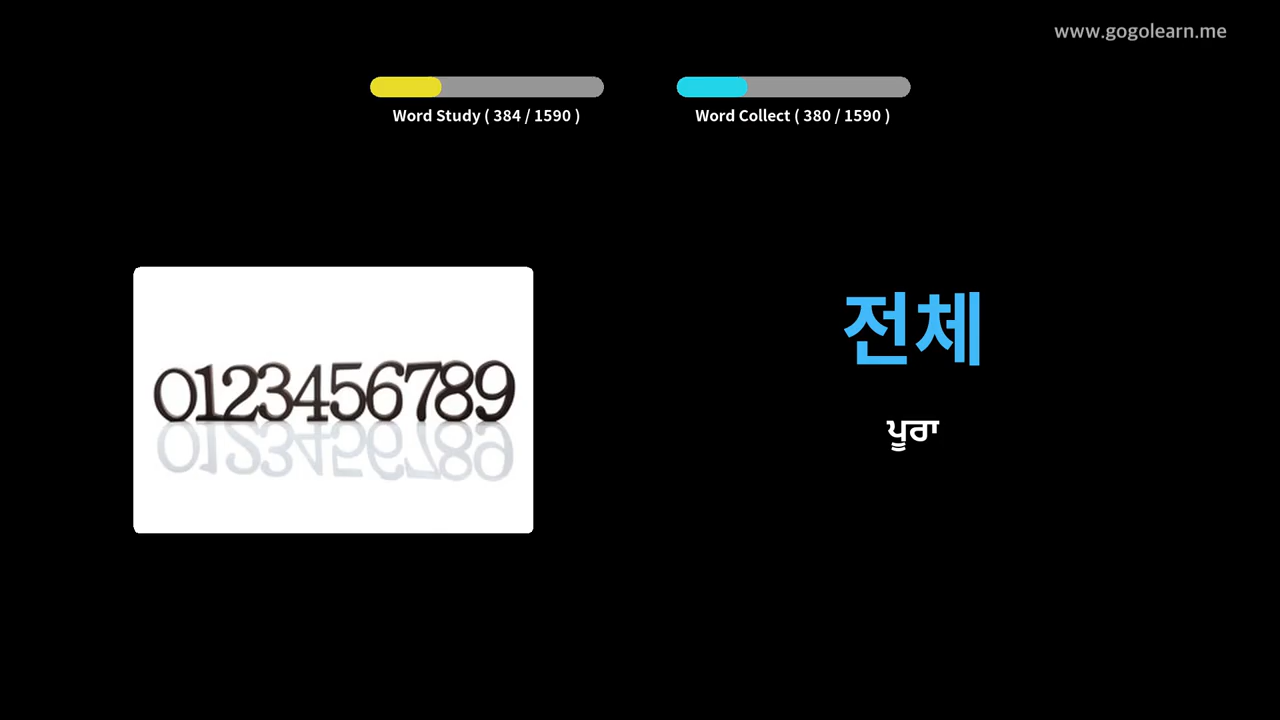 www.gogolearn.me
Word Study ( 384 / 1590 )
Word Collect ( 380 / 1590 )
0123456789
전체
ਪੂਰਾ